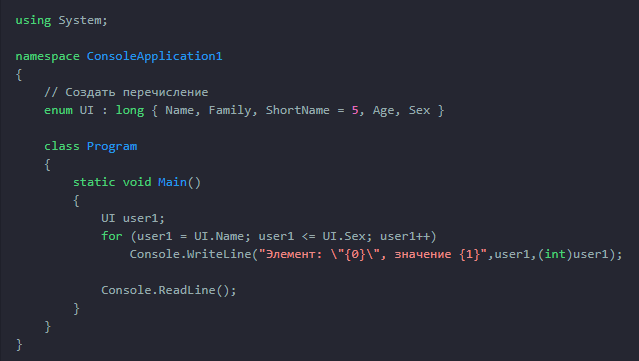 using System;
namespace ConsoleApplication1
{
// Создать перечисление
enum UI : long { Name, Family, ShortName = 5, Age, Sex }
class Program
{
static void Main()
{
UI user1;
for (user1 = UI.Name; user1 <= UI.Sex; user1++)
Console.WriteLine("Элемент: \"{0}\", значение {1}",user1,(int)user1);
Console.ReadLine();
}
}
}